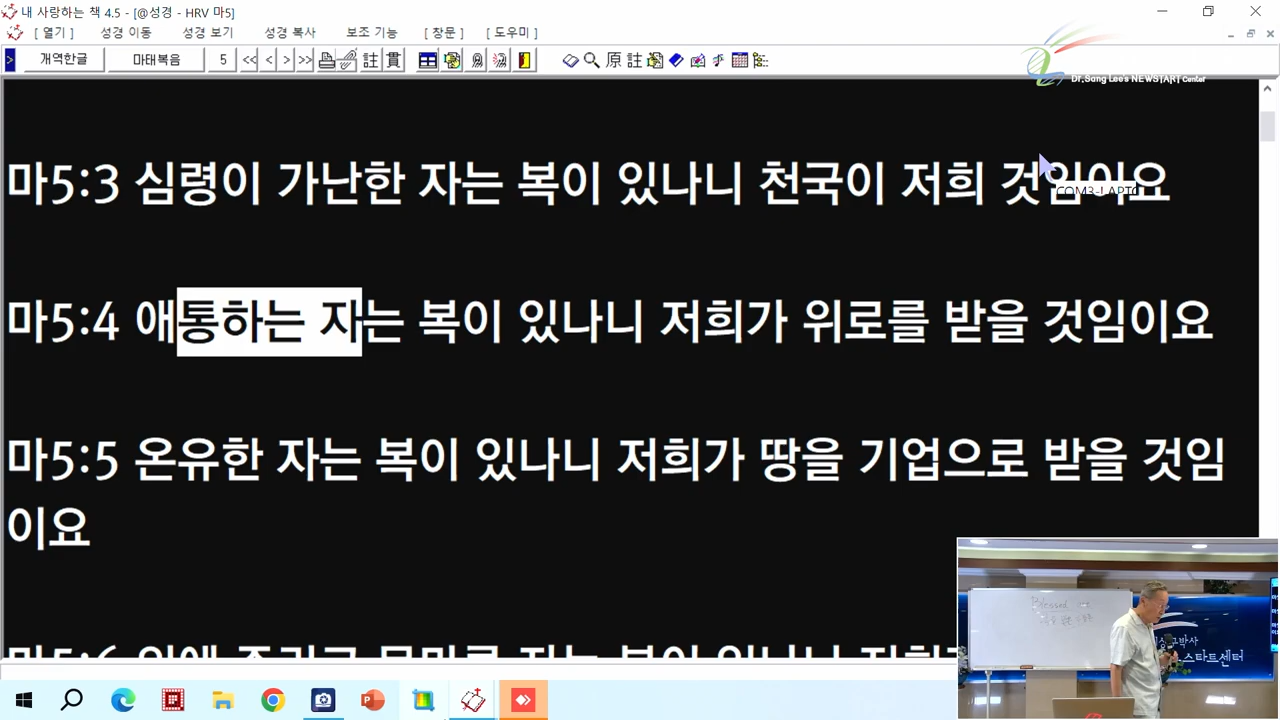 내 사랑하는 책 4.5 - [@성경 - HRV 마5]
[ 열기 ] 성경 이동 성경 보기 성경 복사 보조 기능 [ 창문 ] [ 도우미 ]
개역한글 마태복음 5 << < > >> 註 貫 原 註
Dr.Sang Lee's NEWSTART Center
마5:3 심령이 가난한 자는 복이 있나니 천국이 저희 것임이요
마5:4 애통하는 자는 복이 있나니 저희가 위로를 받을 것임이요
마5:5 온유한 자는 복이 있나니 저희가 땅을 기업으로 받을 것임
이요
Blessed are
스타트센터